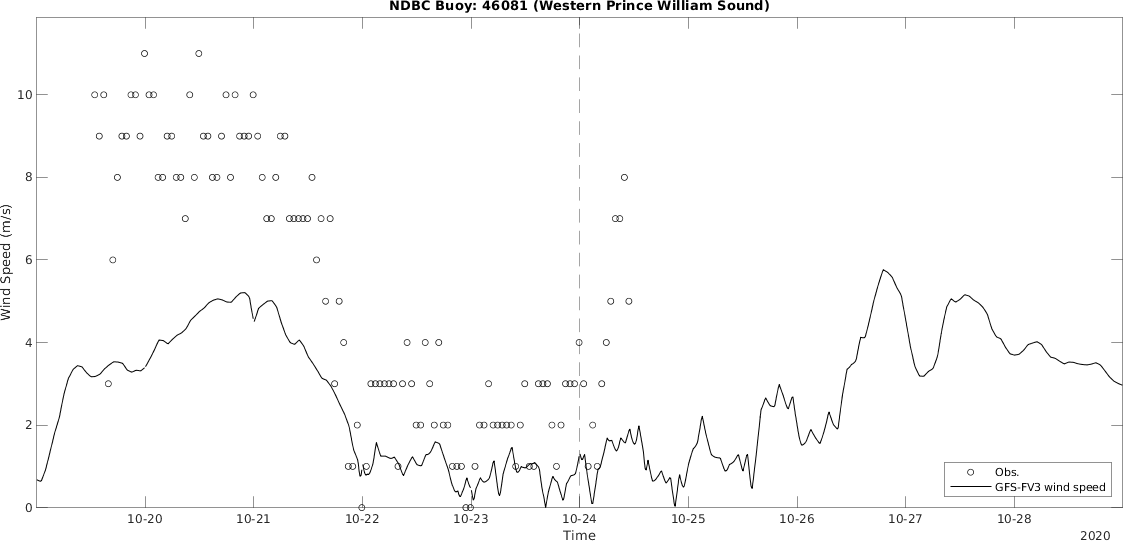 NDBC Buoy: 46081 (Western Prince William Sound)
10
8
6
4
2
0
Wind Speed (m/s)
Obs.
GFS-FV3 wind speed
10-20 10-21 10-22 10-23 10-24 10-25 10-26 10-27 10-28
Time
2020